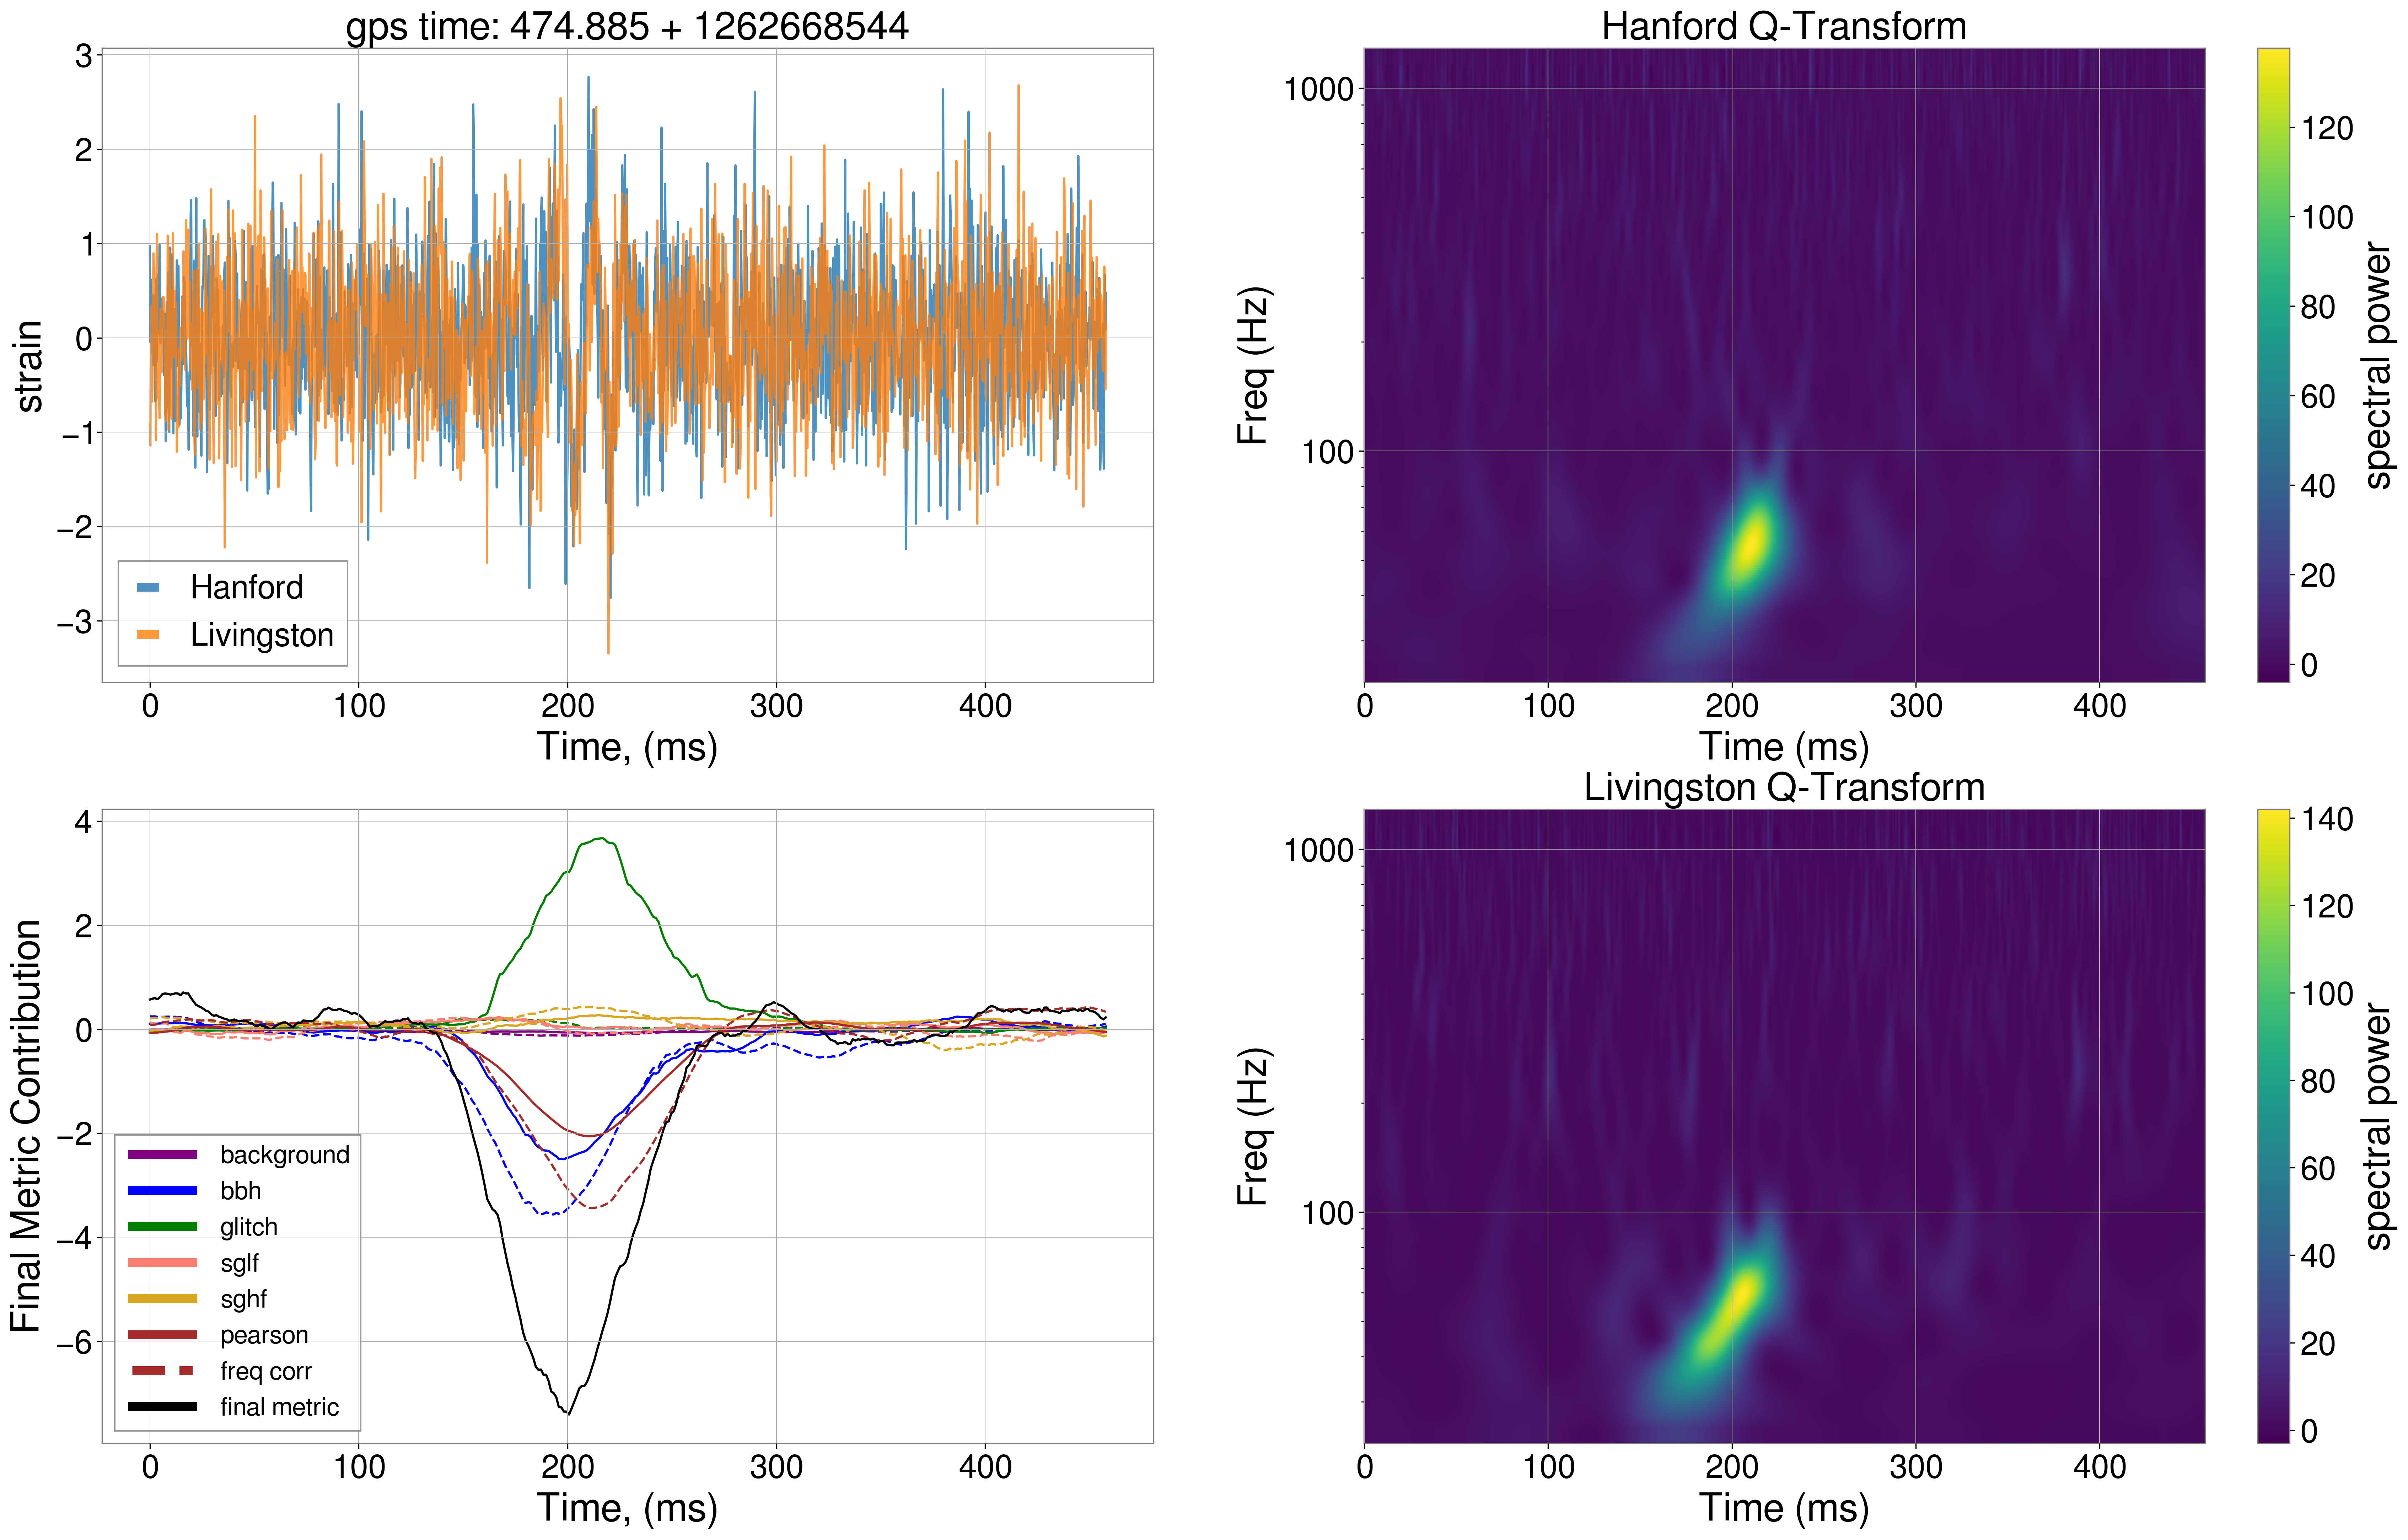 gps time: 474.885 + 1262668544
3
2
1
0
−1
−2
−3
strain
Hanford
Livingston
0 100 200 300 400
Time, (ms)
Hanford Q-Transform
1000
100
Freq (Hz)
0 100 200 300 400
Time (ms)
120
100
80
60
40
20
0
spectral power
4
2
0
−2
−4
−6
Final Metric Contribution
background
bbh
glitch
sglf
sghf
pearson
freq corr
final metric
0 100 200 300 400
Time, (ms)
Livingston Q-Transform
1000
100
Freq (Hz)
0 100 200 300 400
Time (ms)
140
120
100
80
60
40
20
0
spectral power